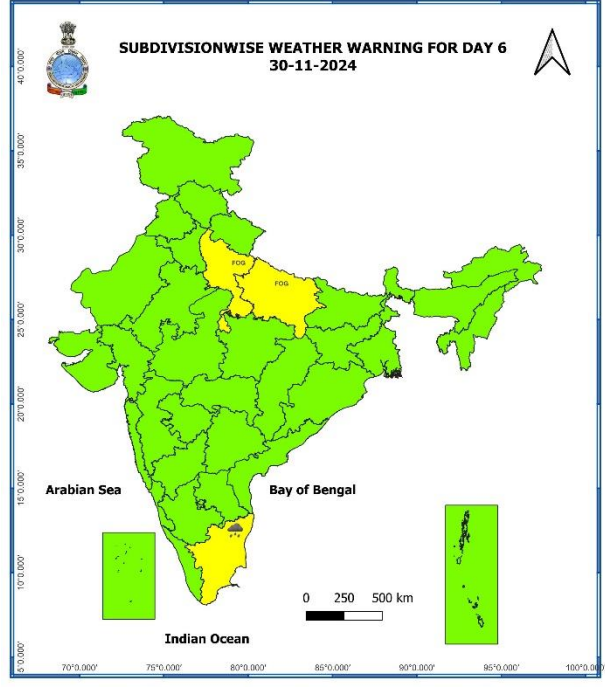 SUBDIVISIONWISE WEATHER WARNING FOR DAY 6
30-11-2024
40°0.000'
35°0.000'
30°0.000'
FOG
FOG
25°0.000'
20°0.000'
15°0.000'
Arabian Sea
Bay of Bengal
10°0.000'
0 250 500 km
Indian Ocean
5°0.000'
70°0.000' 75°0.000' 80°0.000' 85°0.000' 90°0.000' 95°0.000' 100°0.000'